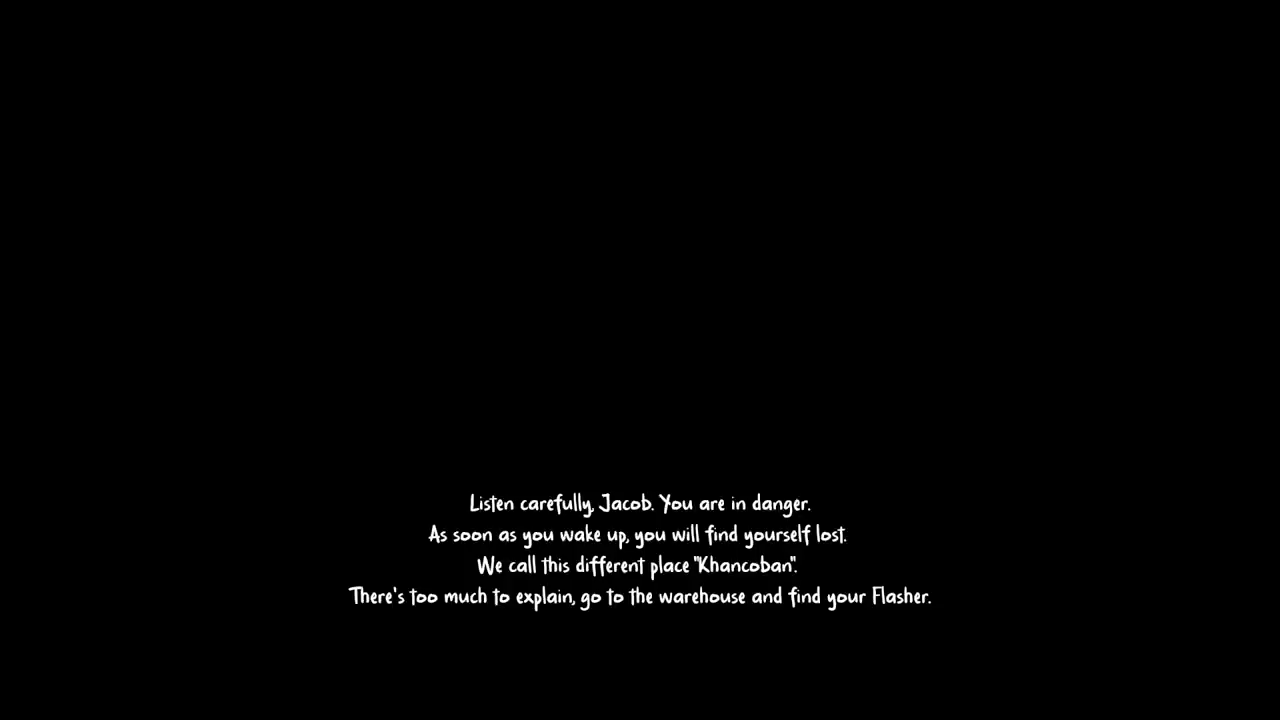 Listen carefully, Jacob. You are in danger.
As soon as you wake up, you will find yourself lost.
We call this different place "Khancoban".
There's too much to explain, go to the warehouse and find your Flasher.